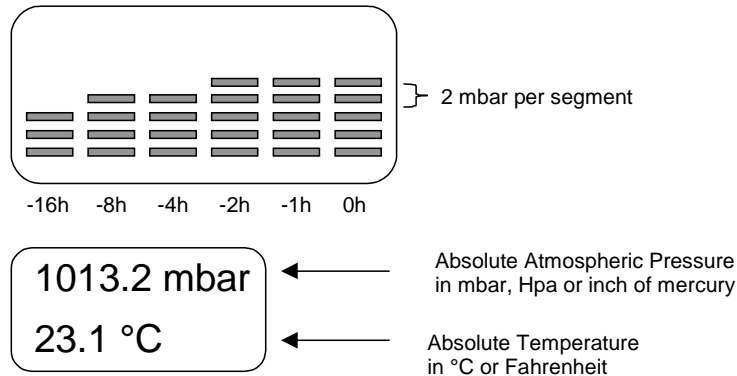 2 mbar per segment
-16h -8h -4h -2h -1h 0h
1013.2 mbar
Absolute Atmospheric Pressure
in mbar, Hpa or inch of mercury
23.1 °C
Absolute Temperature
in °C or Fahrenheit